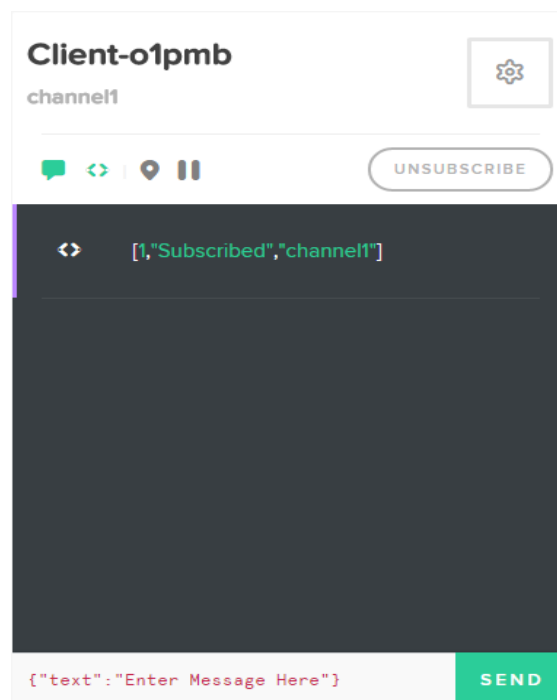 Client-o1pmb
channel1
UNSUBSCRIBE
[1,"Subscribed","channel1"]
{"text":"Enter Message Here"}
SEND